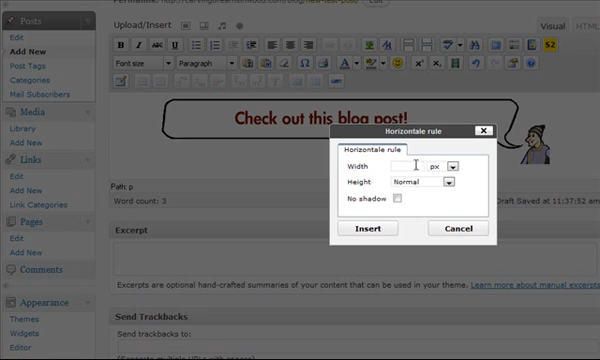 Permalink:
Edit
Posts
Upload/Insert
Visual
HTML
Edit
Add New
Post Tags
Categories
Mail Subscribers
B I U ABC
Font size
Paragraph
Media
Library
Add New
Check out this blog post!
Horizontale rule
Horizontale rule
Width
px
Height
Normal
No shadow
Insert
Cancel
Links
Edit
Add New
Link Categories
Path: p
Word count: 3
Draft Saved at 11:37:52 am
Pages
Edit
Add New
Excerpt
Comments
Excerpts are optional hand-crafted summaries of your content that can be used in your theme. Learn more about manual excerpts
Appearance
Themes
Widgets
Editor
Send Trackbacks
Send trackbacks to: